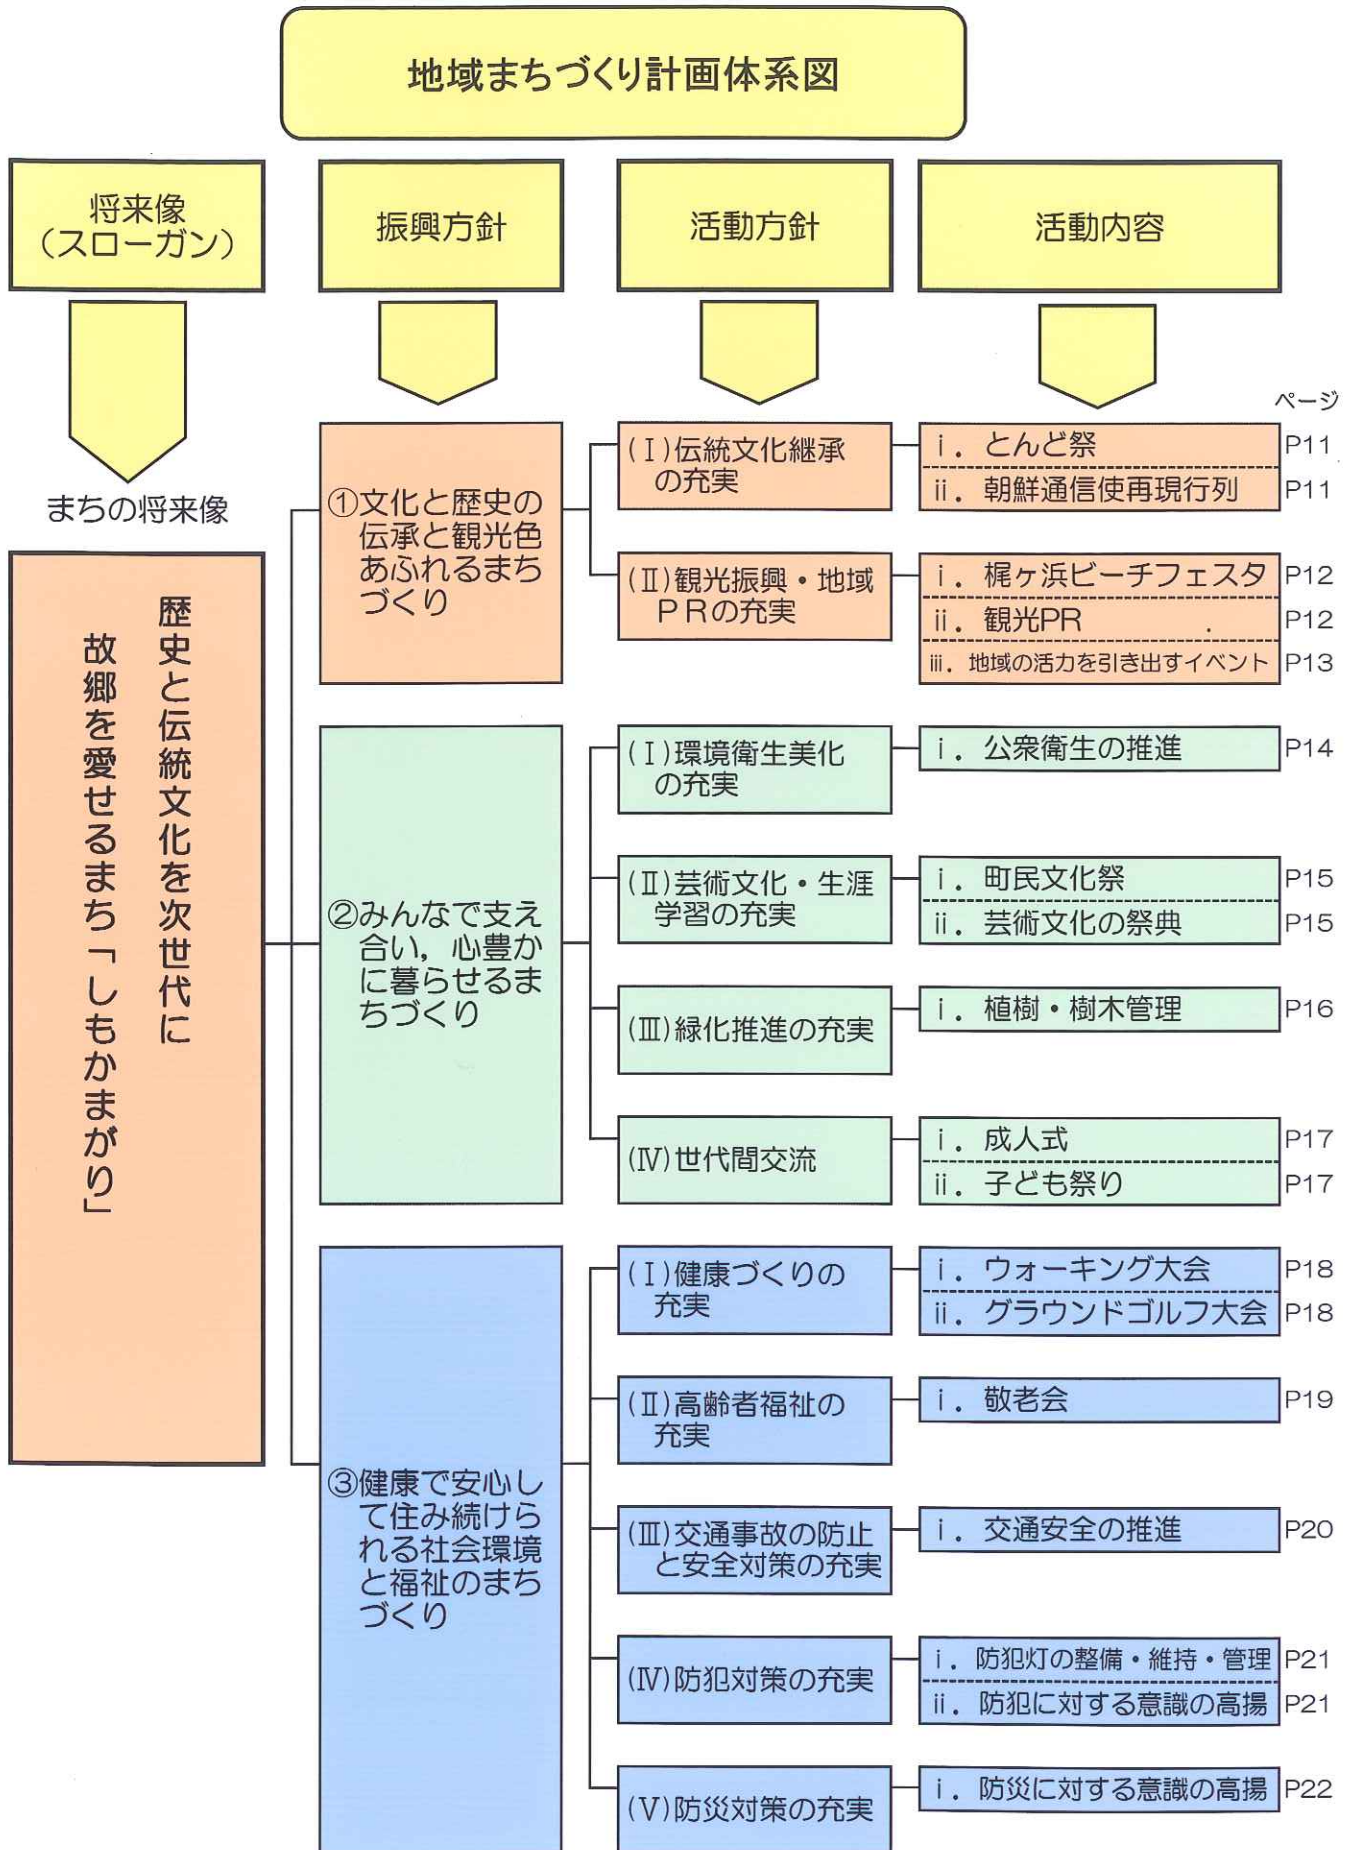 地域まちづくり計画体系図
将来像
（スローガン）
振興方針
活動方針
活動内容
まちの将来像
歴史と伝統文化を次世代に
故郷を愛せるまち「しもかまがり」
ページ
①文化と歴史の
伝承と観光色
あふれるまち
づくり
(Ⅰ)伝統文化継承
の充実
ⅰ．とんど祭
P11
ⅱ．朝鮮通信使再現行列
P11
(Ⅱ)観光振興・地域
ＰＲの充実
ⅰ．梶ヶ浜ビーチフェスタ
P12
ⅱ．観光PR
P12
ⅲ．地域の活力を引き出すイベント
P13
②みんなで支え
合い，心豊か
に暮らせるま
ちづくり
(Ⅰ)環境衛生美化
の充実
ⅰ．公衆衛生の推進
P14
(Ⅱ)芸術文化・生涯
学習の充実
ⅰ．町民文化祭
P15
ⅱ．芸術文化の祭典
P15
(Ⅲ)緑化推進の充実
ⅰ．植樹・樹木管理
P16
(Ⅳ)世代間交流
ⅰ．成人式
P17
ⅱ．子ども祭り
P17
③健康で安心し
て住み続けら
れる社会環境
と福祉のまち
づくり
(Ⅰ)健康づくりの
充実
ⅰ．ウォーキング大会
P18
ⅱ．グラウンドゴルフ大会
P18
(Ⅱ)高齢者福祉の
充実
ⅰ．敬老会
P19
(Ⅲ)交通事故の防止
と安全対策の充実
ⅰ．交通安全の推進
P20
(Ⅳ)防犯対策の充実
ⅰ．防犯灯の整備・維持・管理
P21
ⅱ．防犯に対する意識の高揚
P21
(Ⅴ)防災対策の充実
ⅰ．防災に対する意識の高揚
P22